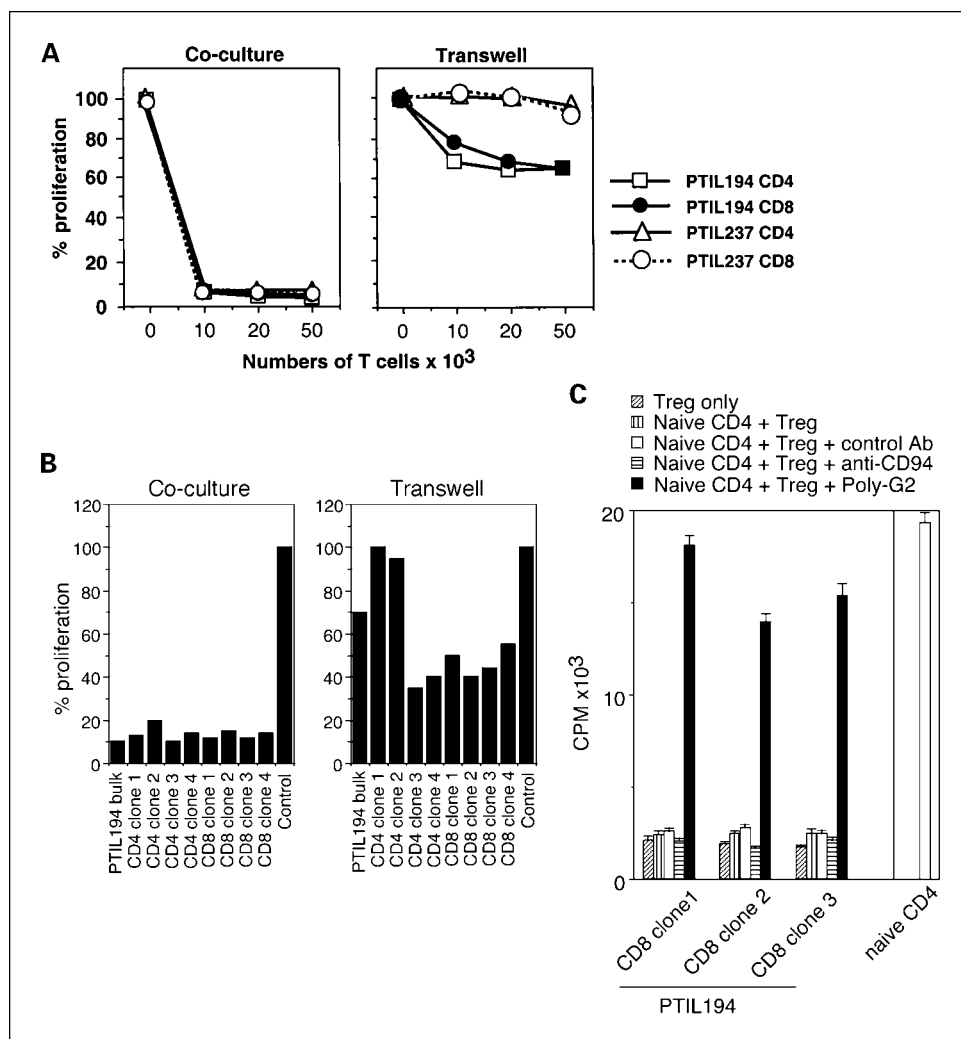 A
Co-culture
Transwell
% proliferation
100
80
60
40
20
0
0 10 20 50
0 10 20 50
Numbers of T cells x 10³
PTIL194 CD4
PTIL194 CD8
PTIL237 CD4
PTIL237 CD8
B
Co-culture
Transwell
% proliferation
120
100
80
60
40
20
0
PTIL194 bulk
CD4 clone 1
CD4 clone 2
CD4 clone 3
CD4 clone 4
CD8 clone 1
CD8 clone 2
CD8 clone 3
CD8 clone 4
Control
120
100
80
60
40
20
0
PTIL194 bulk
CD4 clone 1
CD4 clone 2
CD4 clone 3
CD4 clone 4
CD8 clone 1
CD8 clone 2
CD8 clone 3
CD8 clone 4
Control
C
Treg only
Naive CD4 + Treg
Naive CD4 + Treg + control Ab
Naive CD4 + Treg + anti-CD94
Naive CD4 + Treg + Poly-G2
CPM x10³
20
10
0
CD8 clone1
CD8 clone 2
CD8 clone 3
naive CD4
PTIL194